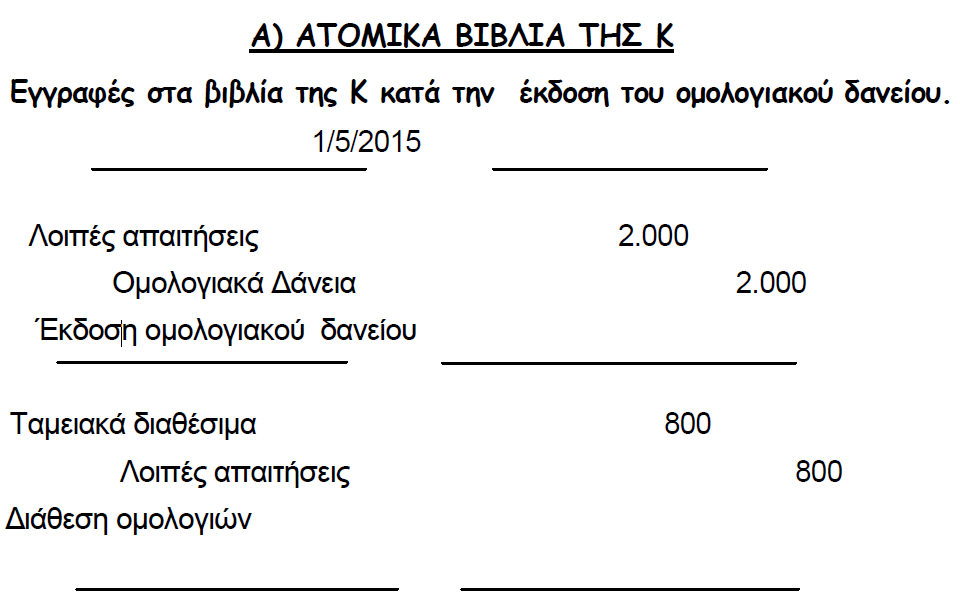 Α) ΑΤΟΜΙΚΑ ΒΙΒΛΙΑ ΤΗΣ Κ
Εγγραφές στα βιβλία της Κ κατά την έκδοση του ομολογιακού δανείου.
1/5/2015
Λοιπές απαιτήσεις 2.000
Ομολογιακά Δάνεια 2.000
Έκδοση ομολογιακού δανείου
Ταμειακά διαθέσιμα 800
Λοιπές απαιτήσεις 800
Διάθεση ομολογιών